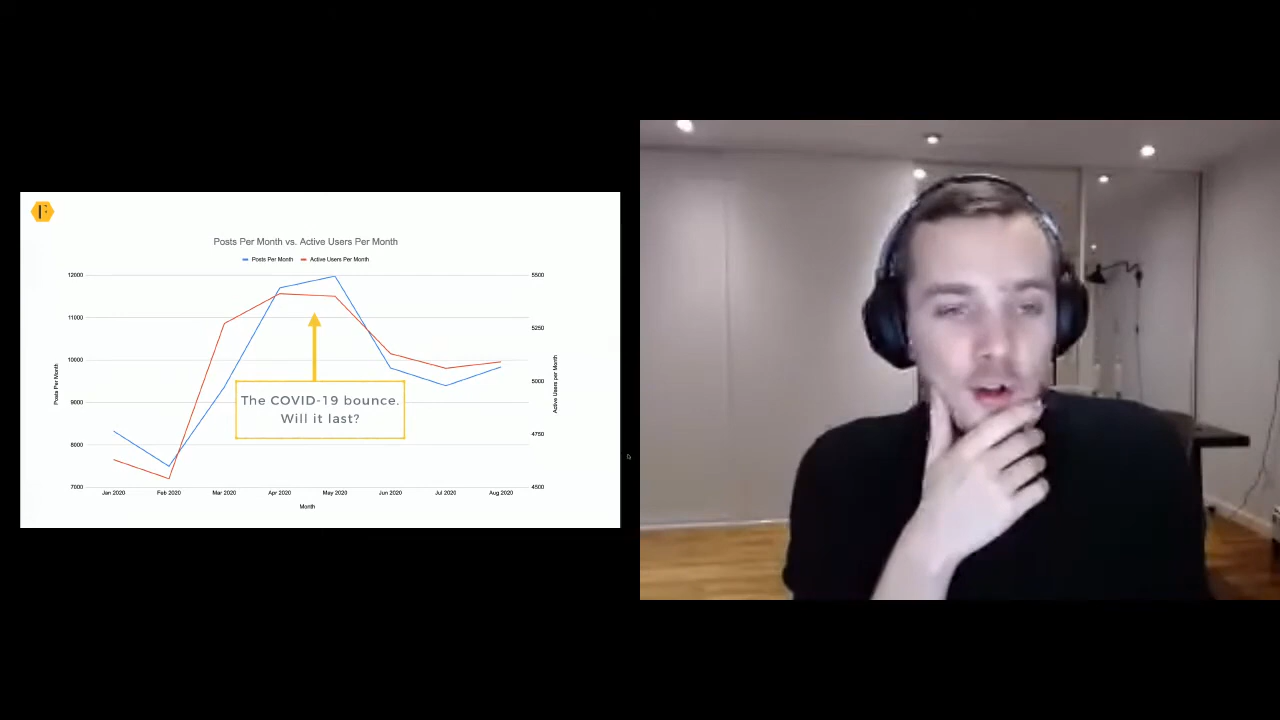 Posts Per Month vs. Active Users Per Month
Posts Per Month
Active Users Per Month
12000
11000
10000
9000
8000
7000
Posts Per Month
5500
5250
5000
4750
4500
Active Users per Month
The COVID-19 bounce.
Will it last?
Jan 2020
Feb 2020
Mar 2020
Apr 2020
May 2020
Jun 2020
Jul 2020
Aug 2020
Month